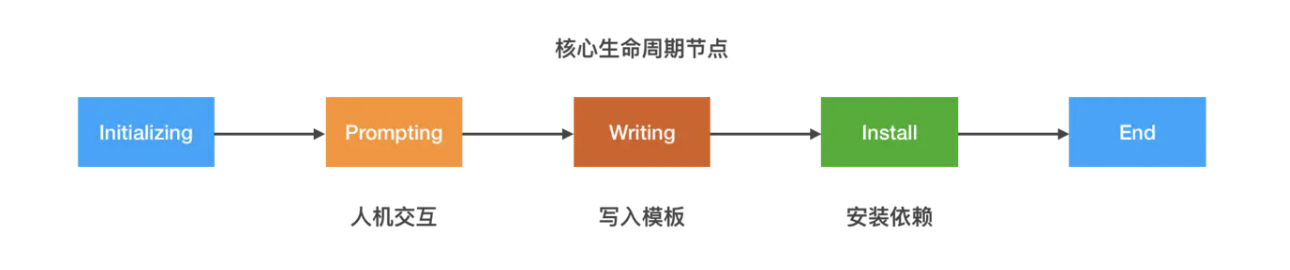 核心生命周期节点
Initializing
Prompting
Writing
Install
End
人机交互
写入模板
安装依赖